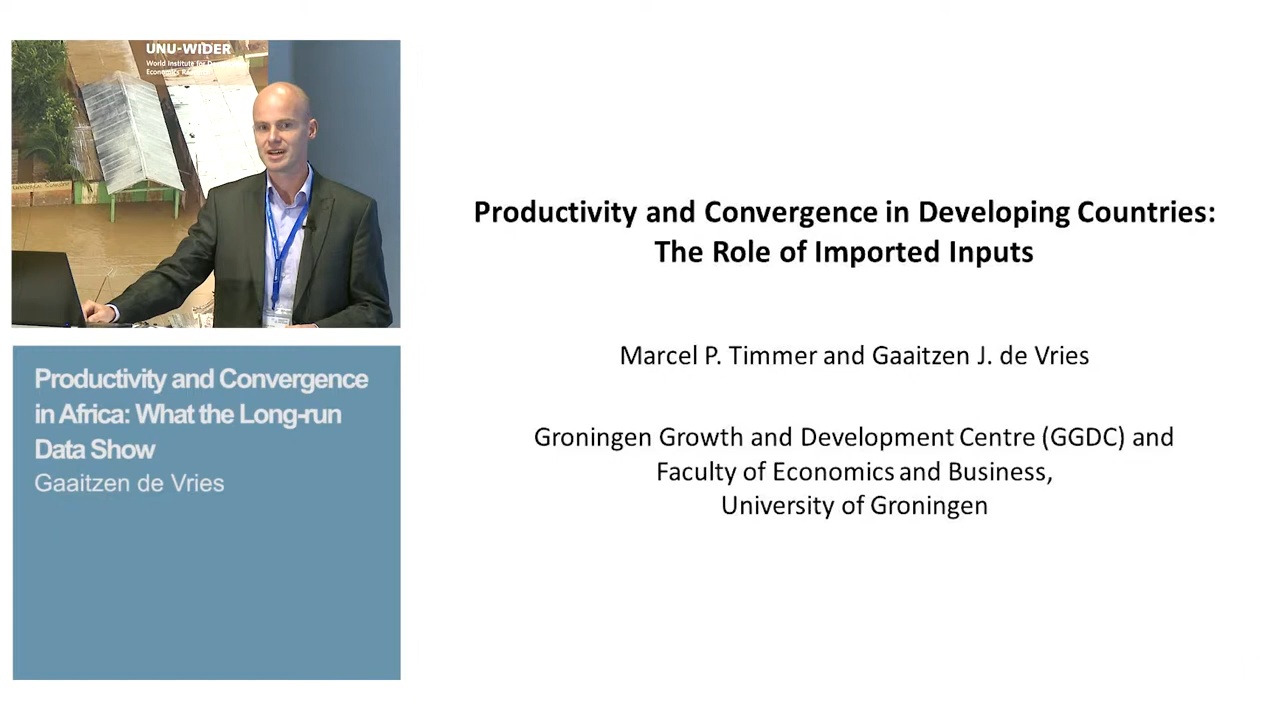 UNU-WIDER
World Institute for
Economics
Productivity and Convergence in Developing Countries:
The Role of Imported Inputs
Marcel P. Timmer and Gaaitzen J. de Vries
Groningen Growth and Development Centre (GGDC) and
Faculty of Economics and Business,
University of Groningen
Productivity and Convergence
in Africa: What the Long-run
Data Show
Gaaitzen de Vries